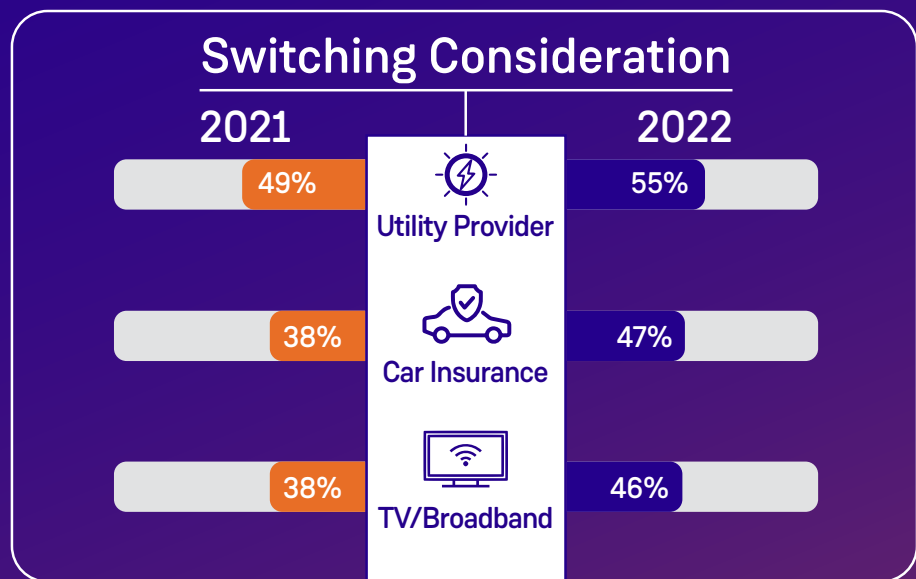 Switching Consideration
2021 2022
49% 55%
Utility Provider
38% 47%
Car Insurance
38% 46%
TV/Broadband